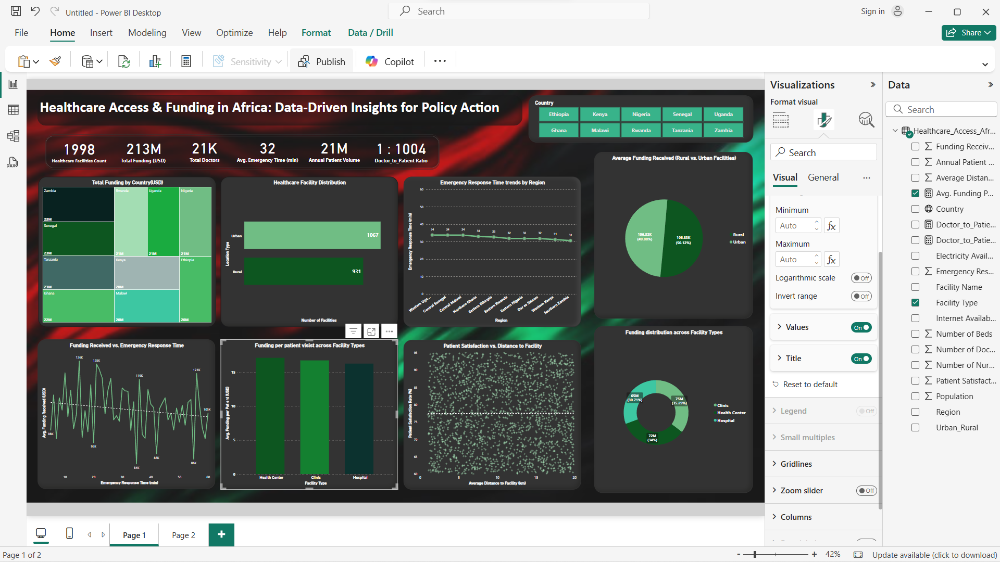 Untitled - Power BI Desktop
Search
Sign in
File
Home
Insert
Modeling
View
Optimize
Help
Format
Data / Drill
Share
Sensitivity
Publish
Copilot
Healthcare Access & Funding in Africa: Data-Driven Insights for Policy Action
Country
Ethiopia
Kenya
Nigeria
Senegal
Uganda
Ghana
Malawi
Rwanda
Tanzania
Zambia
1998
Healthcare Facilities Count
213M
Total Funding (USD)
21K
Total Doctors
32
Avg. Emergency Time (min)
21M
Annual Patient Volume
1 : 1004
Doctor_to_Patient Ratio
Total Funding by Country(USD)
Zambia
23M
Senegal
23M
Tanzania
23M
Ghana
22M
Rwanda
21M
Uganda
21M
Nigeria
21M
Kenya
20M
Malawi
20M
Ethiopia
20M
Healthcare Facility Distribution
Location Type
Urban
1067
Rural
931
Number of Facilities
Emergency Response Time trends by Region
Emergency Response Time (min)
60
50
40
30
20
10
0
34
34
34
33
33
32
32
32
31
31
Western Uga...
Central Senegal
Central Malawi
Northern Ghana
Eastern Ethiopia
Eastern Rwanda
Eastern Nigeria
Dar es Salaam
Western Kenya
Southern Zambia
Region
Average Funding Received (Rural vs. Urban Facilities)
106.32K
(49.88%)
106.83K
(50.12%)
Rural
Urban
Funding Received vs. Emergency Response Time
Avg. Funding Received (USD)
98K
126K
125K
93K
119K
84K
88K
121K
86K
105K
10
20
30
40
50
60
Emergency Response Time (min)
Funding per patient visist across Facility Types
Avg. Funding per Patient (USD)
15
10
5
0
Health Center
Clinic
Hospital
Facility Type
Patient Satisfaction vs. Distance to Facility
Patient Satisfaction Rate (%)
95
90
85
80
75
70
65
60
0
5
10
15
20
Average Distance to Facility (km)
Funding distribution across Facility Types
65M
(30.71%)
75M
(35.29%)
72M
(34%)
Clinic
Health Center
Hospital
Visualizations
Format visual
Search
Visual
General
Minimum
Auto
fx
Maximum
Auto
fx
Logarithmic scale
Off
Invert range
Off
Values
On
Title
On
Reset to default
Legend
Off
Small multiples
Gridlines
Zoom slider
Off
Columns
Data
Search
Healthcare_Access_Afr...
Funding Receiv...
Annual Patient ...
Average Distan...
Avg. Funding P...
Country
Doctor_to_Patie...
Doctor_to_Patie...
Electricity Avail...
Emergency Res...
Facility Name
Facility Type
Internet Availab...
Number of Beds
Number of Doc...
Number of Nur...
Patient Satisfact...
Population
Region
Urban_Rural
DAX
Page 1
Page 2
Page 1 of 2
42%
Update available (click to download)